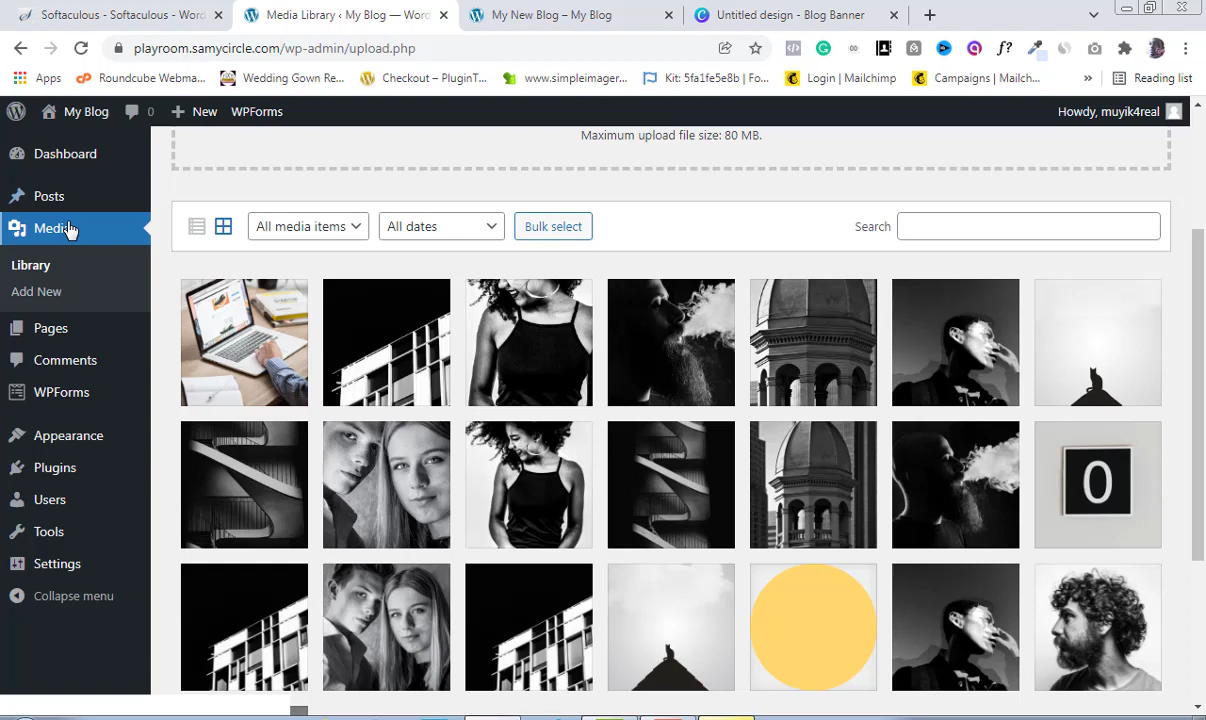 Softaculous - Softaculous - Wor
Media Library ‹ My Blog — Word
My New Blog – My Blog
Untitled design - Blog Banner
playroom.samycircle.com/wp-admin/upload.php
f?
Apps
Roundcube Webma...
Wedding Gown Re...
Checkout – PluginT...
www.simpleimager...
Kit: 5fa1fe5e8b | Fo...
Login | Mailchimp
Campaigns | Mailch...
»
Reading list
My Blog
0
New
WPForms
Howdy, muyik4real
Maximum upload file size: 80 MB.
Dashboard
Posts
Media
Library
Add New
Pages
Comments
WPForms
Appearance
Plugins
Users
Tools
Settings
Collapse menu
All media items
All dates
Bulk select
Search
0